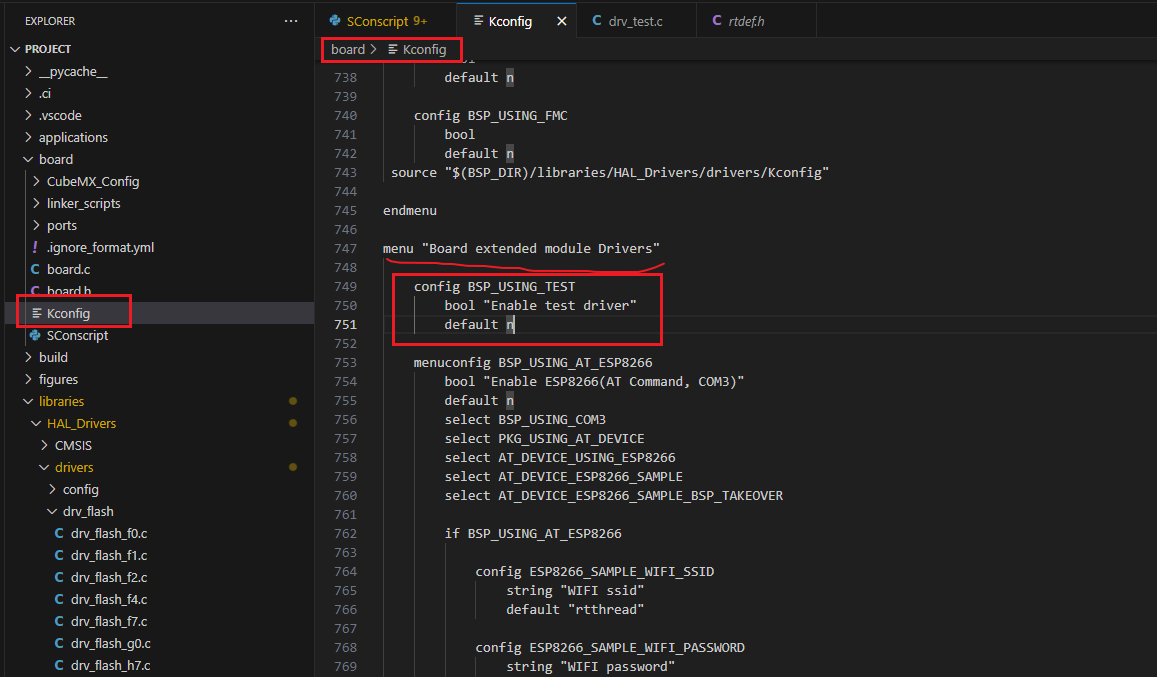 EXPLORER
...
PROJECT
__pycache__
.ci
.vscode
applications
board
CubeMX_Config
linker_scripts
ports
! .ignore_format.yml
C board.c
C board.h
Kconfig
SConscript
build
figures
libraries
HAL_Drivers
CMSIS
drivers
config
drv_flash
C drv_flash_f0.c
C drv_flash_f1.c
C drv_flash_f2.c
C drv_flash_f4.c
C drv_flash_f7.c
C drv_flash_g0.c
C drv_flash_h7.c
SConscript 9+
Kconfig
C drv_test.c
C rtdef.h
board > Kconfig
738 default n
739
740 config BSP_USING_FMC
741 bool
742 default n
743 source "$(BSP_DIR)/libraries/HAL_Drivers/drivers/Kconfig"
744
745 endmenu
746
747 menu "Board extended module Drivers"
748
749 config BSP_USING_TEST
750 bool "Enable test driver"
751 default n
752
753 menuconfig BSP_USING_AT_ESP8266
754 bool "Enable ESP8266(AT Command, COM3)"
755 default n
756 select BSP_USING_COM3
757 select PKG_USING_AT_DEVICE
758 select AT_DEVICE_USING_ESP8266
759 select AT_DEVICE_ESP8266_SAMPLE
760 select AT_DEVICE_ESP8266_SAMPLE_BSP_TAKEOVER
761
762 if BSP_USING_AT_ESP8266
763
764 config ESP8266_SAMPLE_WIFI_SSID
765 string "WIFI ssid"
766 default "rtthread"
767
768 config ESP8266_SAMPLE_WIFI_PASSWORD
769 string "WIFI password"